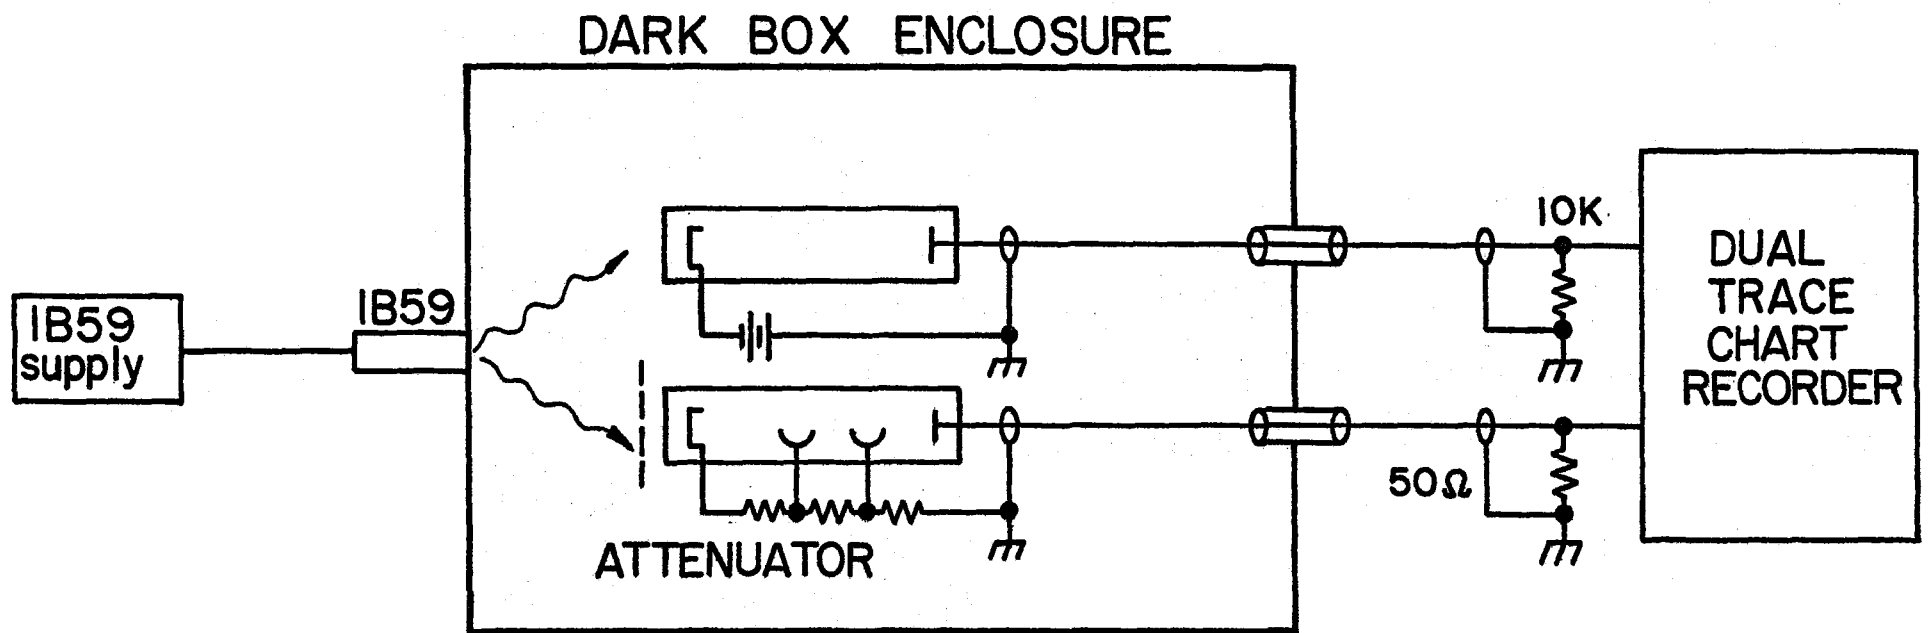 DARK BOX ENCLOSURE
IB59
supply
IB59
10K
DUAL
TRACE
CHART
RECORDER
50Ω
ATTENUATOR